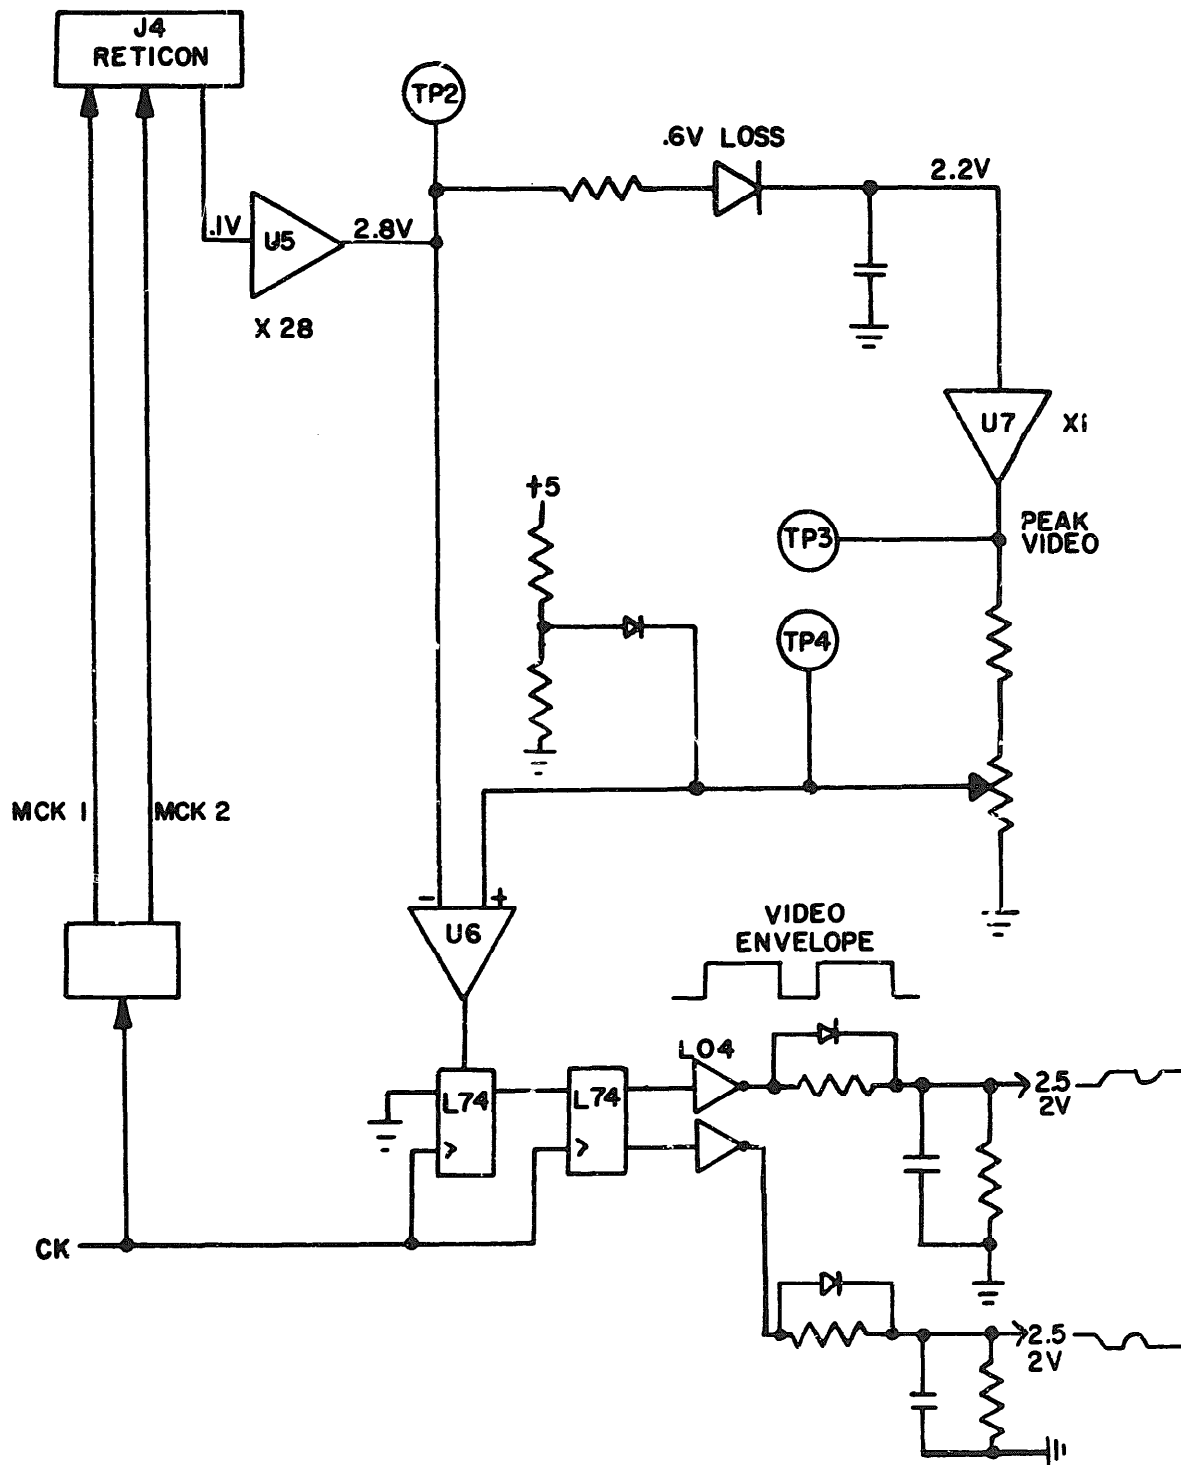 J4
RETICON
TP2
.6V LOSS
2.2V
.1V
U5
2.8V
X 28
U7
X1
+5
TP3
PEAK
VIDEO
TP4
MCK 1
MCK 2
-
+
U6
VIDEO
ENVELOPE
L04
L74
L74
2.5
2V
>
>
CK
2.5
2V